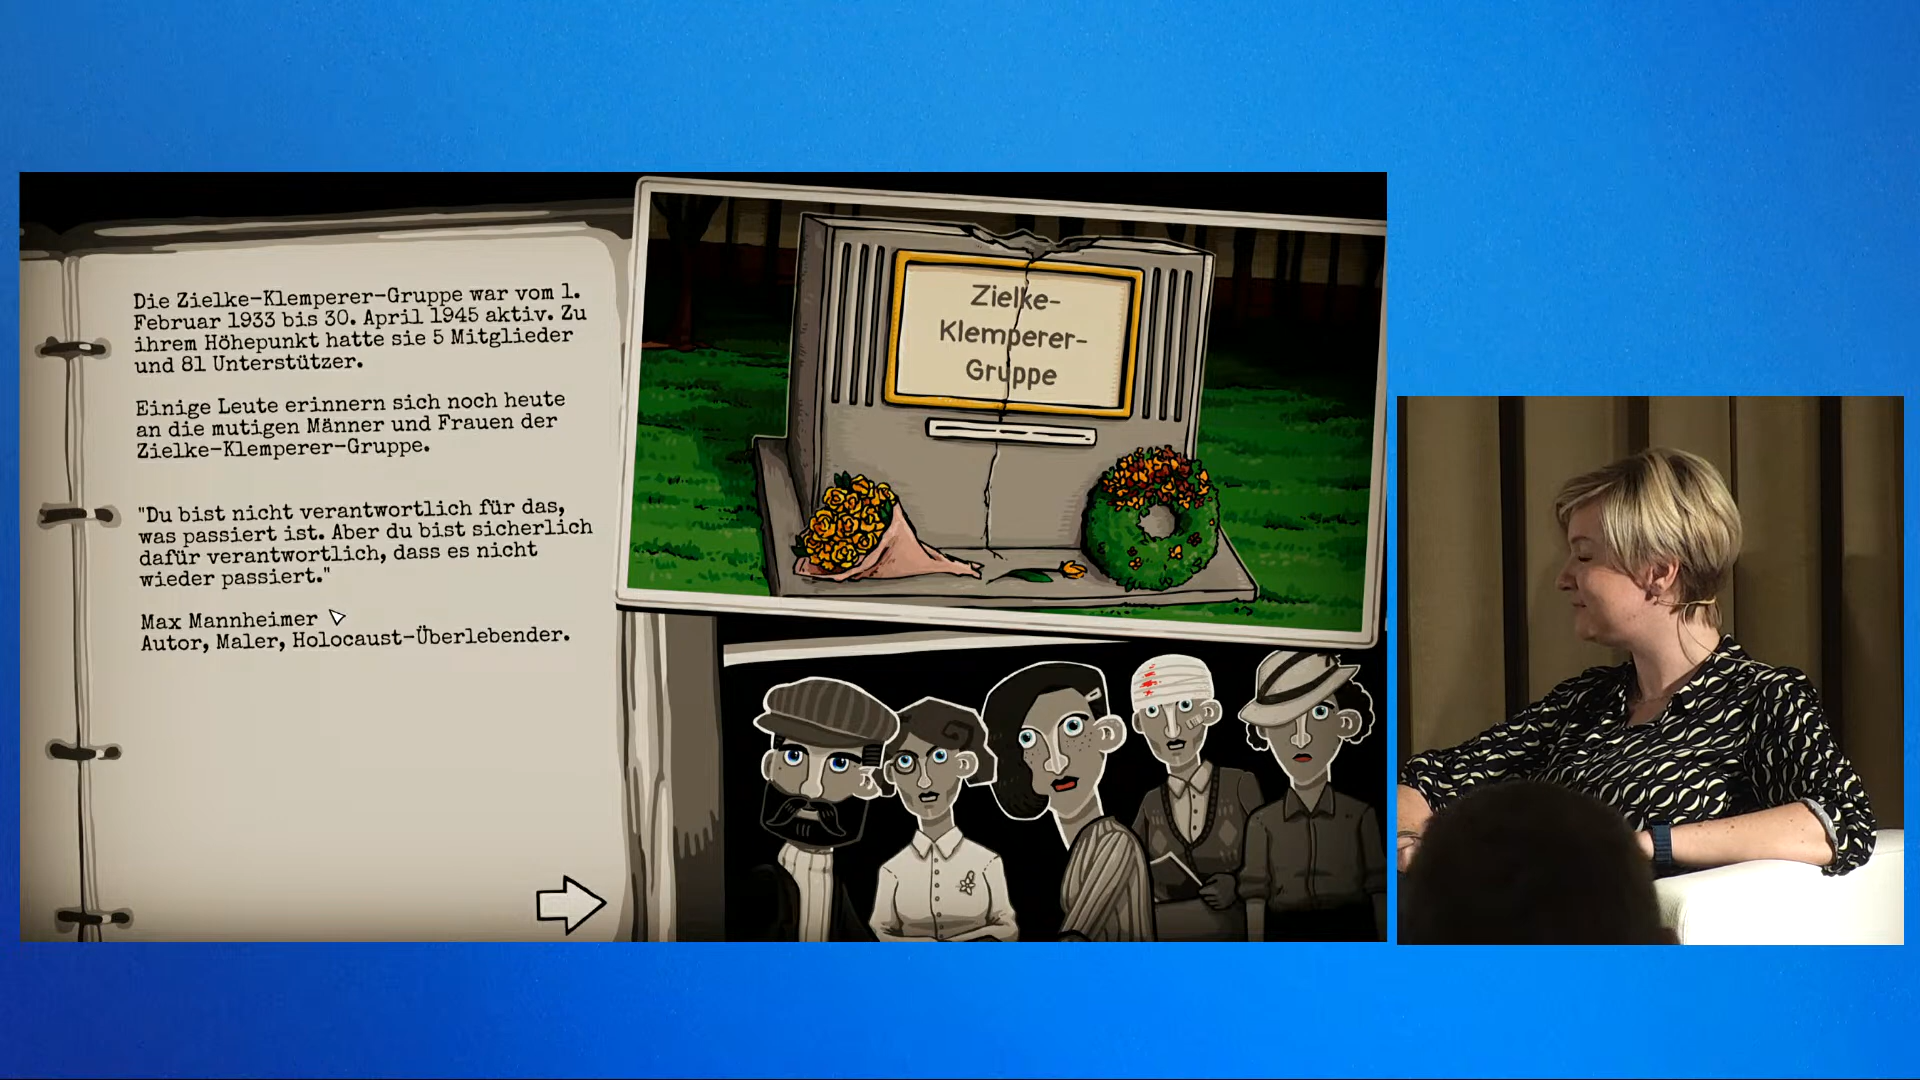 Die Zielke-Klemperer-Gruppe war vom 1.
Februar 1933 bis 30. April 1945 aktiv. Zu
ihrem Höhepunkt hatte sie 5 Mitglieder
und 81 Unterstützer.
Einige Leute erinnern sich noch heute
an die mutigen Männer und Frauen der
Zielke-Klemperer-Gruppe.
"Du bist nicht verantwortlich für das,
was passiert ist. Aber du bist sicherlich
dafür verantwortlich, dass es nicht
wieder passiert."
Max Mannheimer
Autor, Maler, Holocaust-Überlebender.
Zielke-
Klemperer-
Gruppe